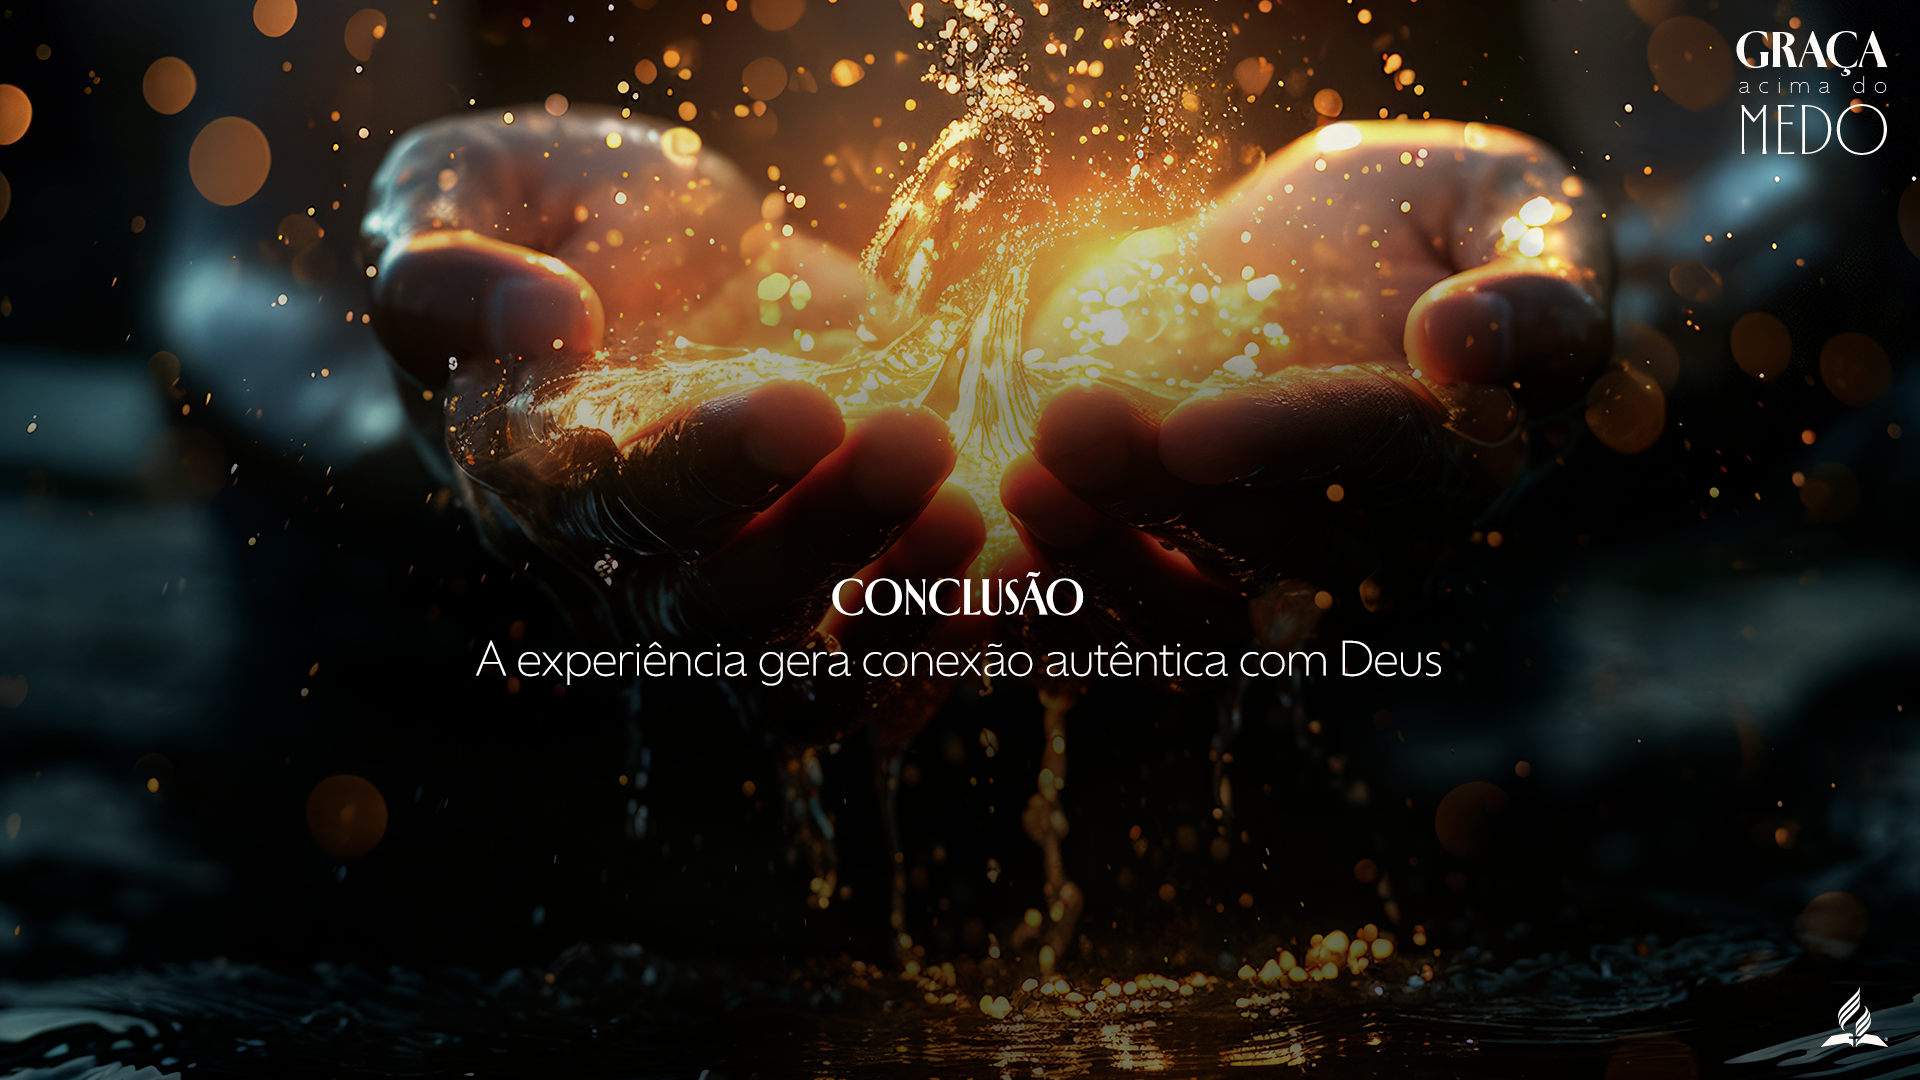 GRAÇA
acima do
MEDO
CONCLUSÃO
A experiência gera conexão autêntica com Deus